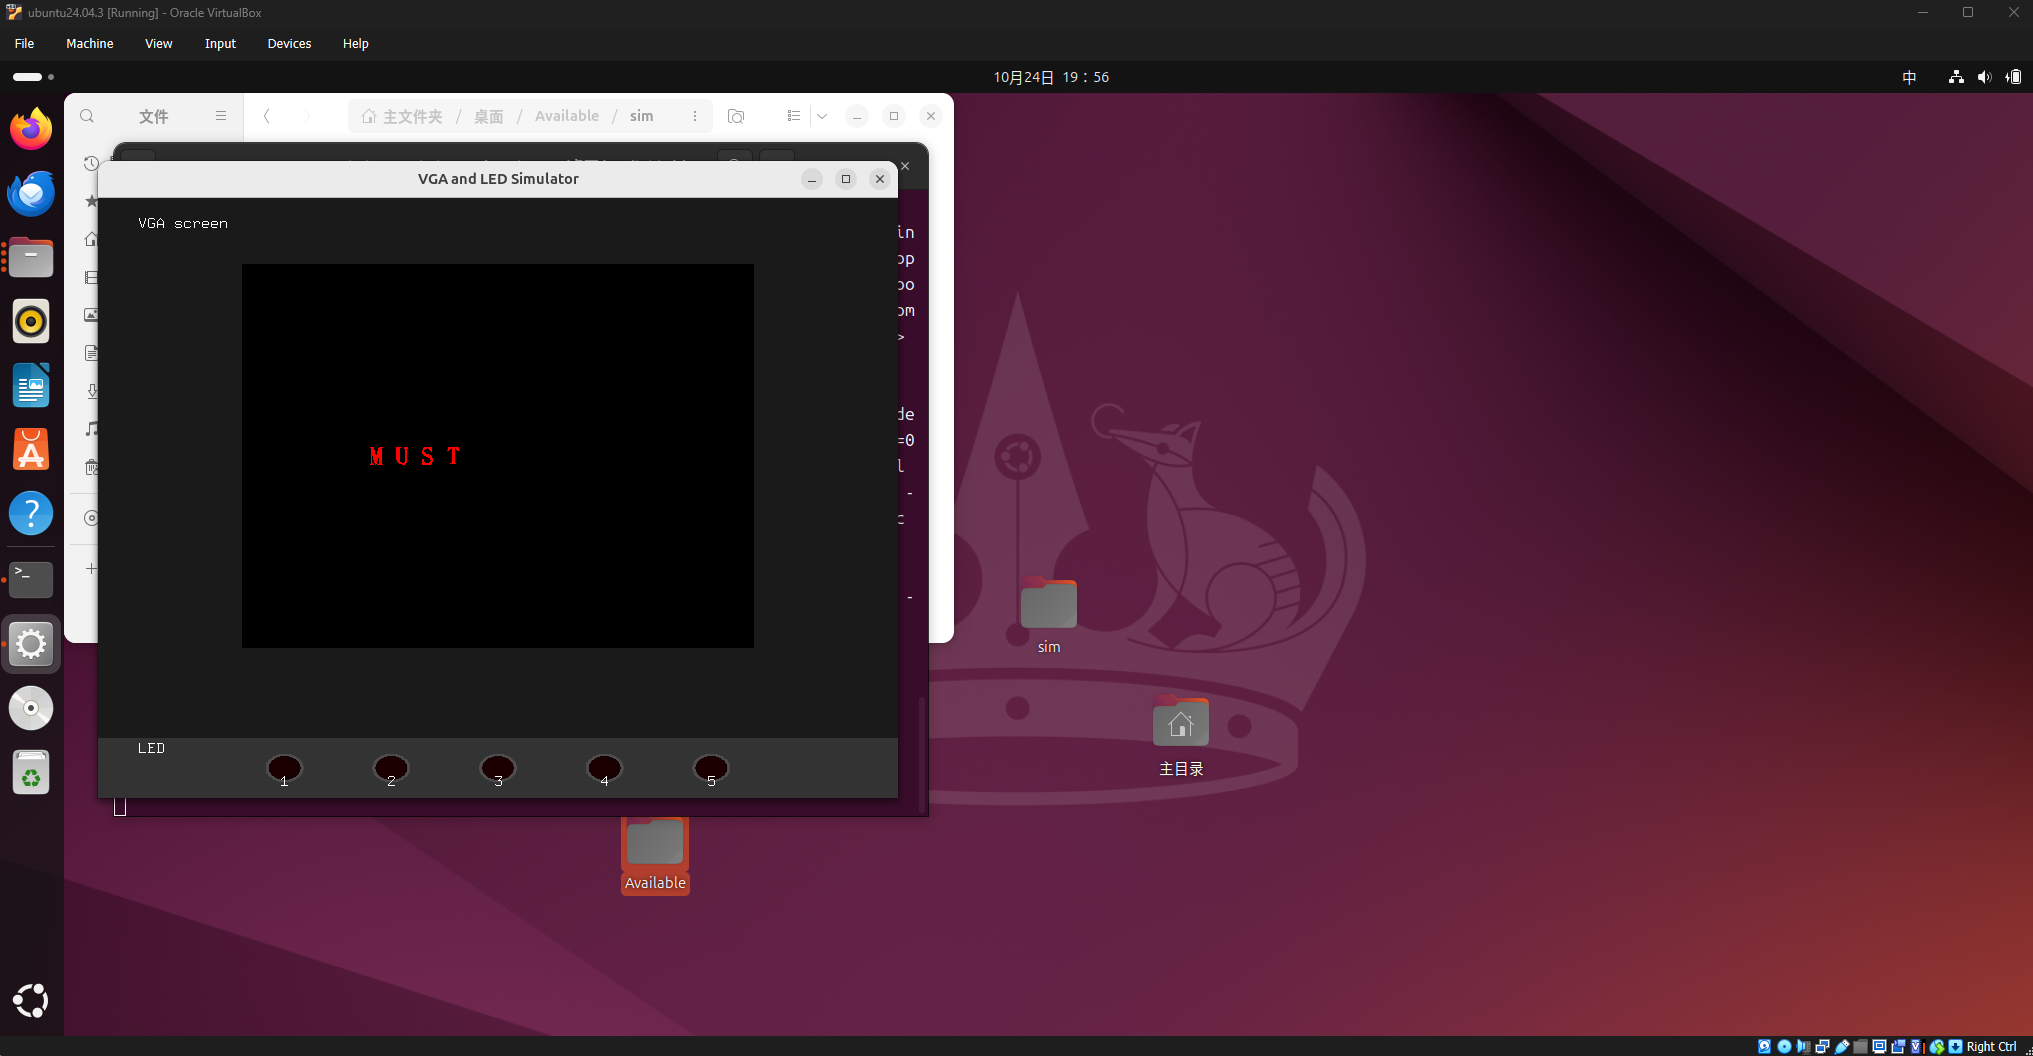 ubuntu24.04.3 [Running] - Oracle VirtualBox
File Machine View Input Devices Help
10月24日 19：56
中
文件
主文件夹 / 桌面 / Available / sim
VGA and LED Simulator
VGA screen
in
op
oo
om
>
M U S T
de
=0
l
-
c
-
LED
1 2 3 4 5
sim
主目录
Available
Right Ctrl